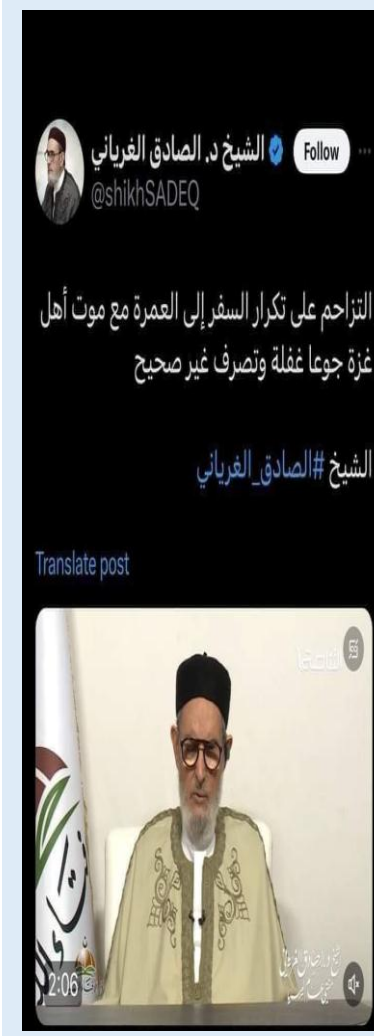 الشيخ د. الصادق الغرياني
Follow
@shikhSADEQ
التزاحم على تكرار السفر إلى العمرة مع موت أهل
غزة جوعا غفلة وتصرف غير صحيح
الشيخ #الصادق_الغرياني
Translate post
2:06